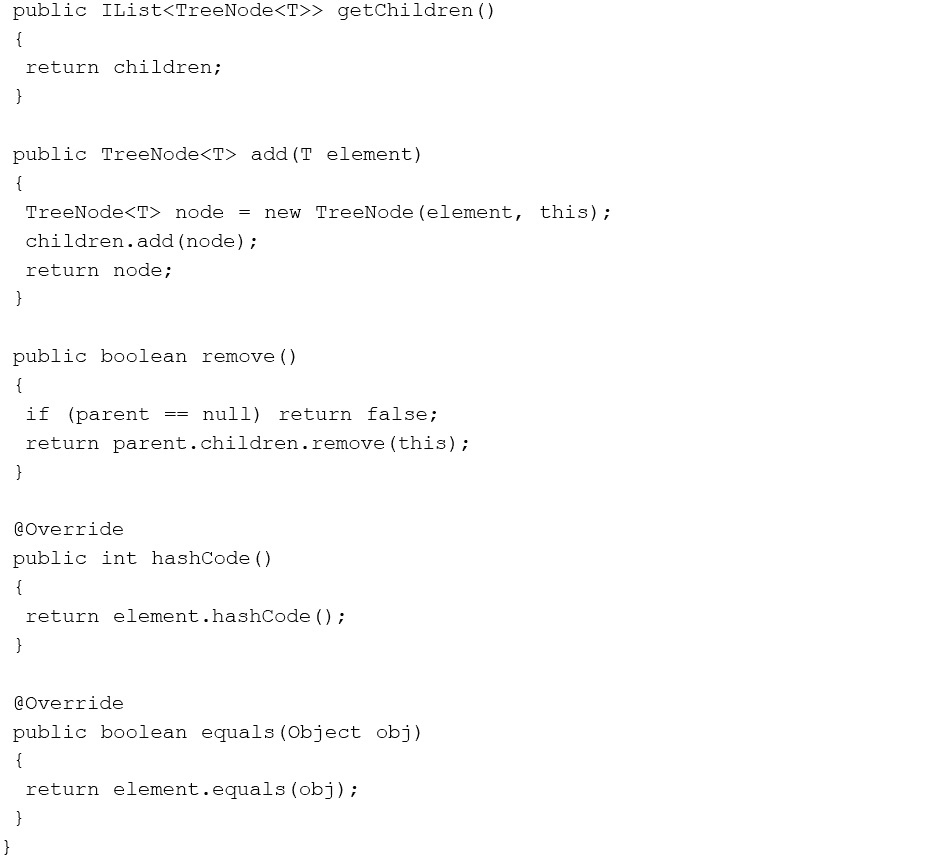 public IList<TreeNode<T>> getChildren()
{
return children;
}
public TreeNode<T> add(T element)
{
TreeNode<T> node = new TreeNode(element, this);
children.add(node);
return node;
}
public boolean remove()
{
if (parent == null) return false;
return parent.children.remove(this);
}
@Override
public int hashCode()
{
return element.hashCode();
}
@Override
public boolean equals(Object obj)
{
return element.equals(obj);
}
}